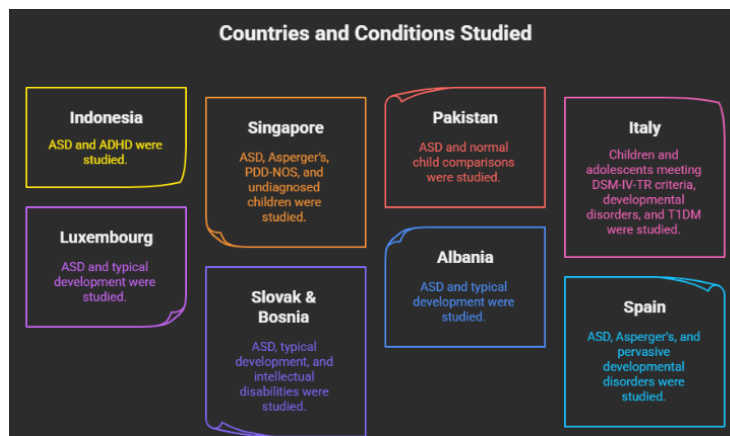 Countries and Conditions Studied
Indonesia
ASD and ADHD were
studied.
Singapore
ASD, Asperger's,
PDD-NOS, and
undiagnosed
children were
studied.
Pakistan
ASD and normal
child comparisons
were studied.
Italy
Children and
adolescents meeting
DSM-IV-TR criteria,
developmental
disorders, and T1DM
were studied.
Luxembourg
ASD and typical
development were
studied.
Slovak &
Bosnia
ASD, typical
development, and
intellectual
disabilities were
studied.
Albania
ASD and typical
development were
studied.
Spain
ASD, Asperger's, and
pervasive
developmental
disorders were
studied.